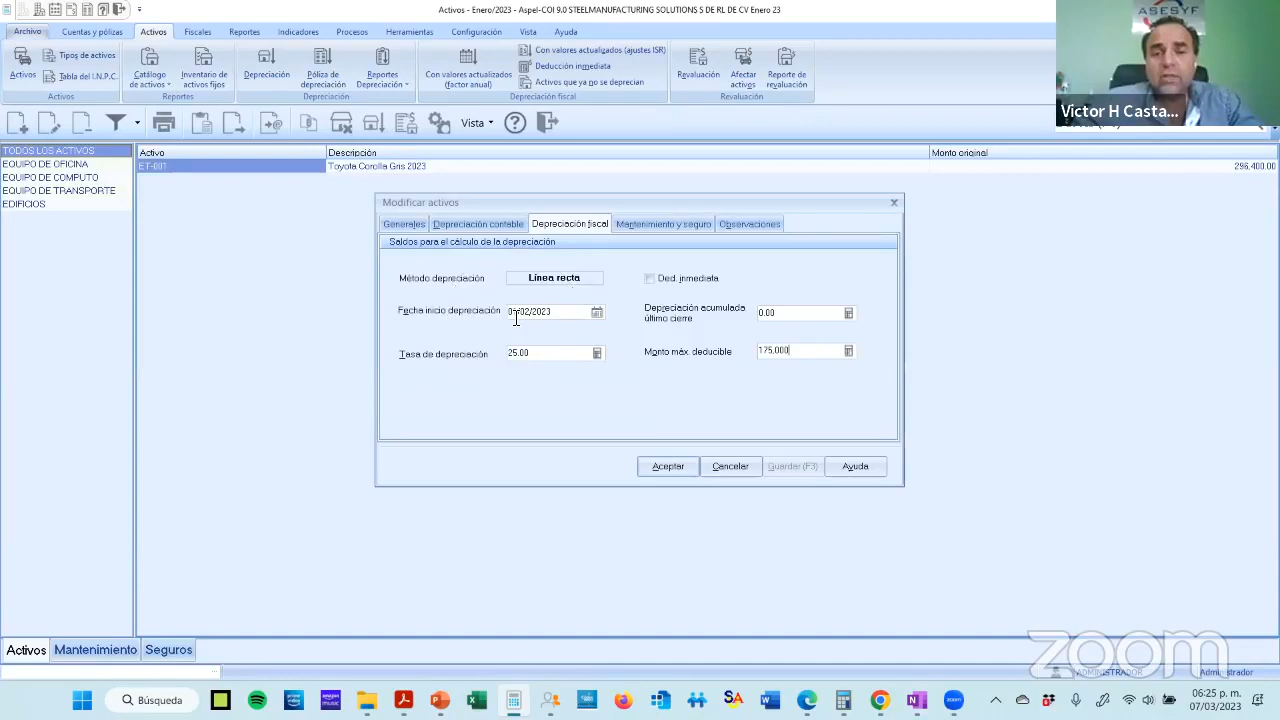 Activos - Enero/2023 - Aspel-COI 9.0 STEELMANUFACTURING SOLUTIONS S DE RL DE CV Enero 23
Archivo Cuentas y pólizas Activos Fiscales Reportes Indicadores Procesos Herramientas Configuración Vista Ayuda
Activos
Tipos de activos
Tabla del I.N.P.C.
Catálogo de activos
Inventario de activos fijos
Depreciación
Póliza de depreciación
Reportes Depreciación
Con valores actualizados (factor anual)
Con valores actualizados (ajustes ISR)
Deducción inmediata
Activos que ya no se deprecian
Revaluación
Afectar activos
Reporte de revaluación
Activos Reportes Depreciación Depreciación fiscal Revaluación
Vista
ASESYF
Victor H Casta...
TODOS LOS ACTIVOS
EQUIPO DE OFICINA
EQUIPO DE COMPUTO
EQUIPO DE TRANSPORTE
EDIFICIOS
Activo Descripción Monto original
ET-001 Toyota Corolla Gris 2023 296,400.00
Modificar activos
Generales Depreciación contable Depreciación fiscal Mantenimiento y seguro Observaciones
Saldos para el cálculo de la depreciación
Método depreciación Línea recta Ded. inmediata
Fecha inicio depreciación /02/2023 Depreciación acumulada último cierre 0.00
Tasa de depreciación 25.00 Monto máx. deducible 175,000
Aceptar Cancelar Guardar (F3) Ayuda
Activos Mantenimiento Seguros
zoom
ADMINISTRADOR Administrador
Búsqueda
06:25 p. m.
07/03/2023